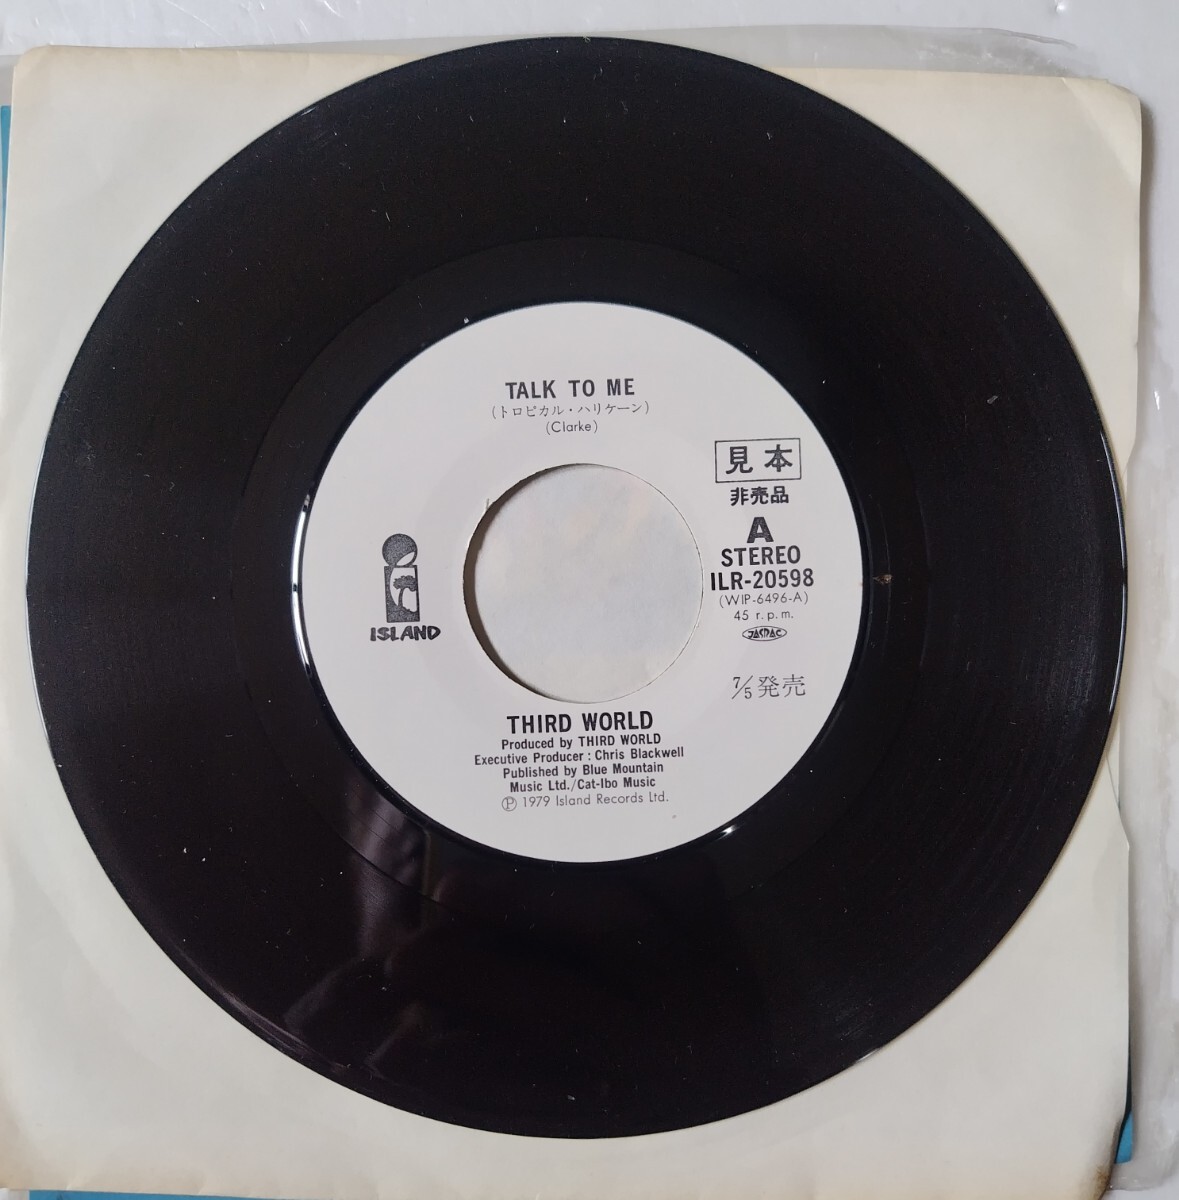 TALK TO ME
(トロピカル・ハリケーン)
(Clarke)
見本
非売品
A
STEREO
ILR-20598
(WIP-6496-A)
45 r.p.m.
JASRAC
7/5発売
ISLAND
THIRD WORLD
Produced by THIRD WORLD
Executive Producer : Chris Blackwell
Published by Blue Mountain
Music Ltd./Cat-Ibo Music
Ⓟ 1979 Island Records Ltd.